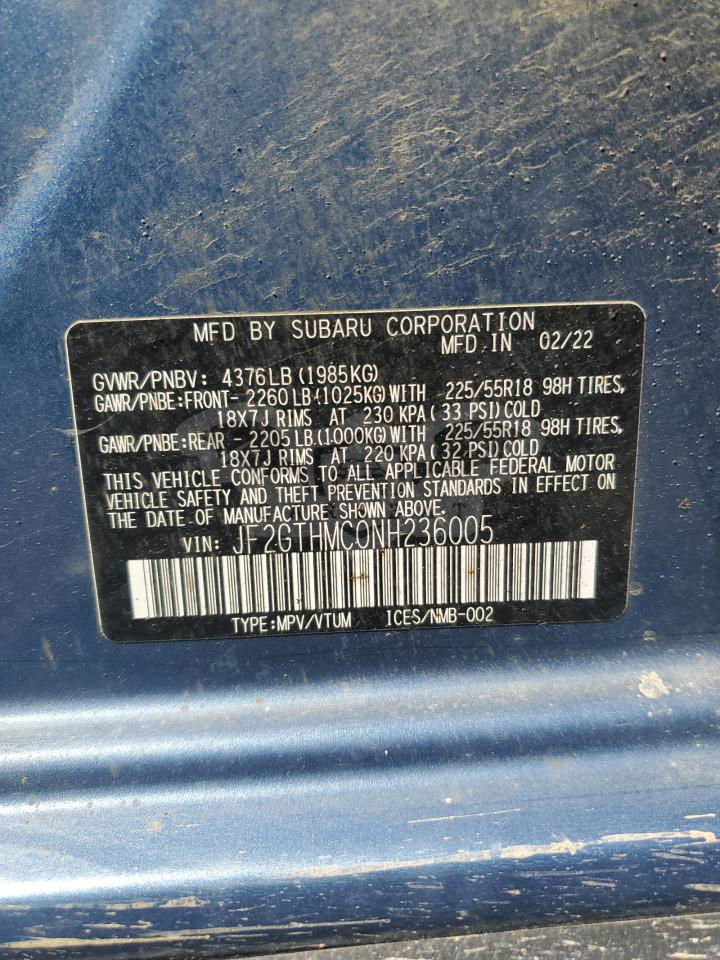 MFD BY SUBARU CORPORATION
MFD IN 02/22
GVWR/PNBV: 4376LB(1985KG)
GAWR/PNBE:FRONT- 2260LB(1025KG)WITH 225/55R18 98H TIRES,
18X7J RIMS AT 230 KPA( 33 PSI)COLD
GAWR/PNBE:REAR - 2205LB(1000KG)WITH 225/55R18 98H TIRES,
18X7J RIMS AT 220 KPA( 32 PSI)COLD
THIS VEHICLE CONFORMS TO ALL APPLICABLE FEDERAL MOTOR
VEHICLE SAFETY AND THEFT PREVENTION STANDARDS IN EFFECT ON
THE DATE OF MANUFACTURE SHOWN ABOVE.
VIN: JF2GTHMC0NH236005
TYPE:MPV/VTUM ICES/NMB-002